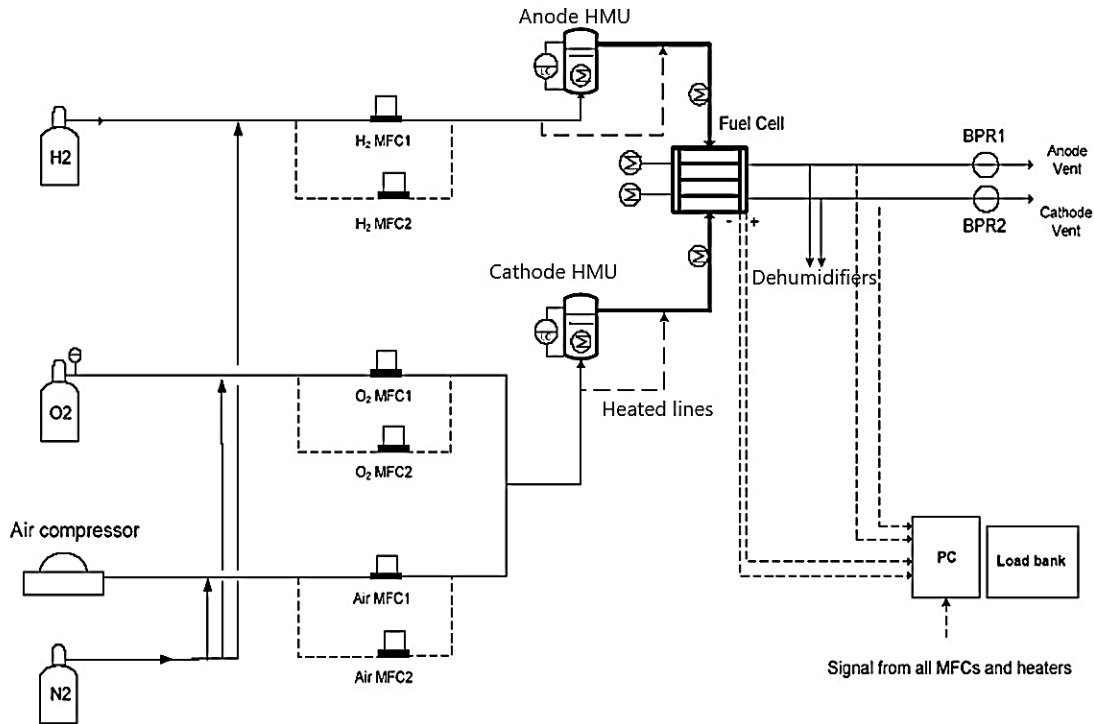 Anode HMU
EC
M
H2
H₂ MFC1
H₂ MFC2
M
Fuel Cell
M
M
BPR1
Anode
Vent
BPR2
Cathode
Vent
- +
Dehumidifiers
Cathode HMU
EC
M
M
Heated lines
O2
O₂ MFC1
O₂ MFC2
Air compressor
Air MFC1
Air MFC2
N2
PC
Load bank
Signal from all MFCs and heaters